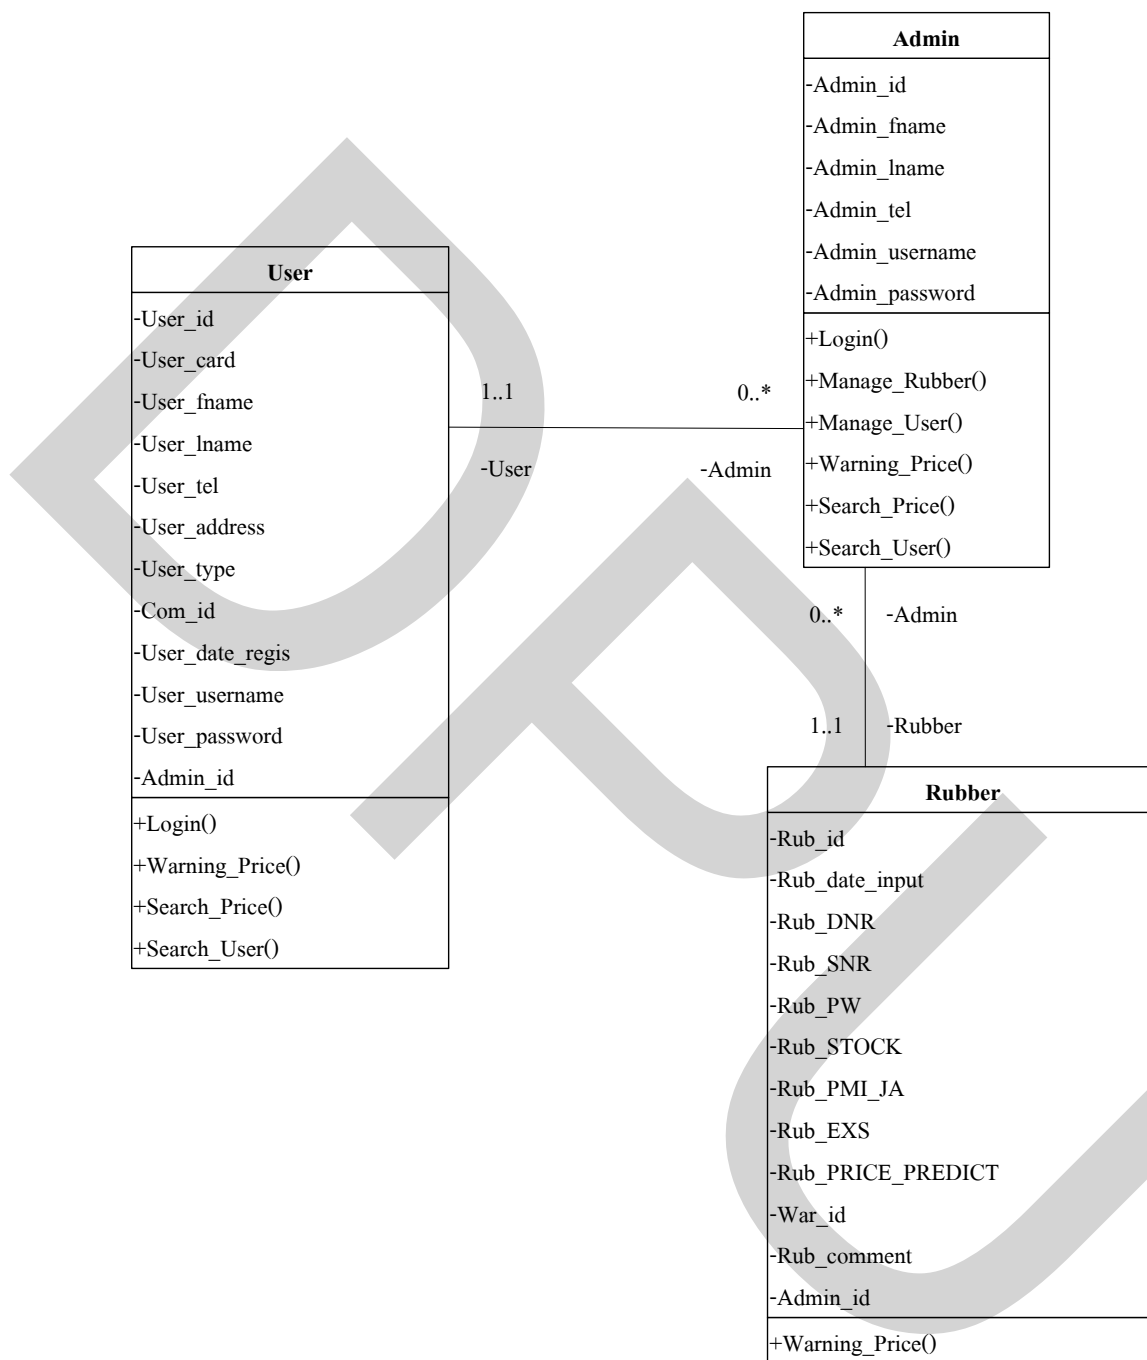 Admin
-Admin_id
-Admin_fname
-Admin_lname
-Admin_tel
-Admin_username
-Admin_password
+Login()
+Manage_Rubber()
+Manage_User()
+Warning_Price()
+Search_Price()
+Search_User()
User
-User_id
-User_card
-User_fname
-User_lname
-User_tel
-User_address
-User_type
-Com_id
-User_date_regis
-User_username
-User_password
-Admin_id
+Login()
+Warning_Price()
+Search_Price()
+Search_User()
1..1
0..*
-User
-Admin
0..*
-Admin
1..1
-Rubber
Rubber
-Rub_id
-Rub_date_input
-Rub_DNR
-Rub_SNR
-Rub_PW
-Rub_STOCK
-Rub_PMI_JA
-Rub_EXS
-Rub_PRICE_PREDICT
-War_id
-Rub_comment
-Admin_id
+Warning_Price()
DPU